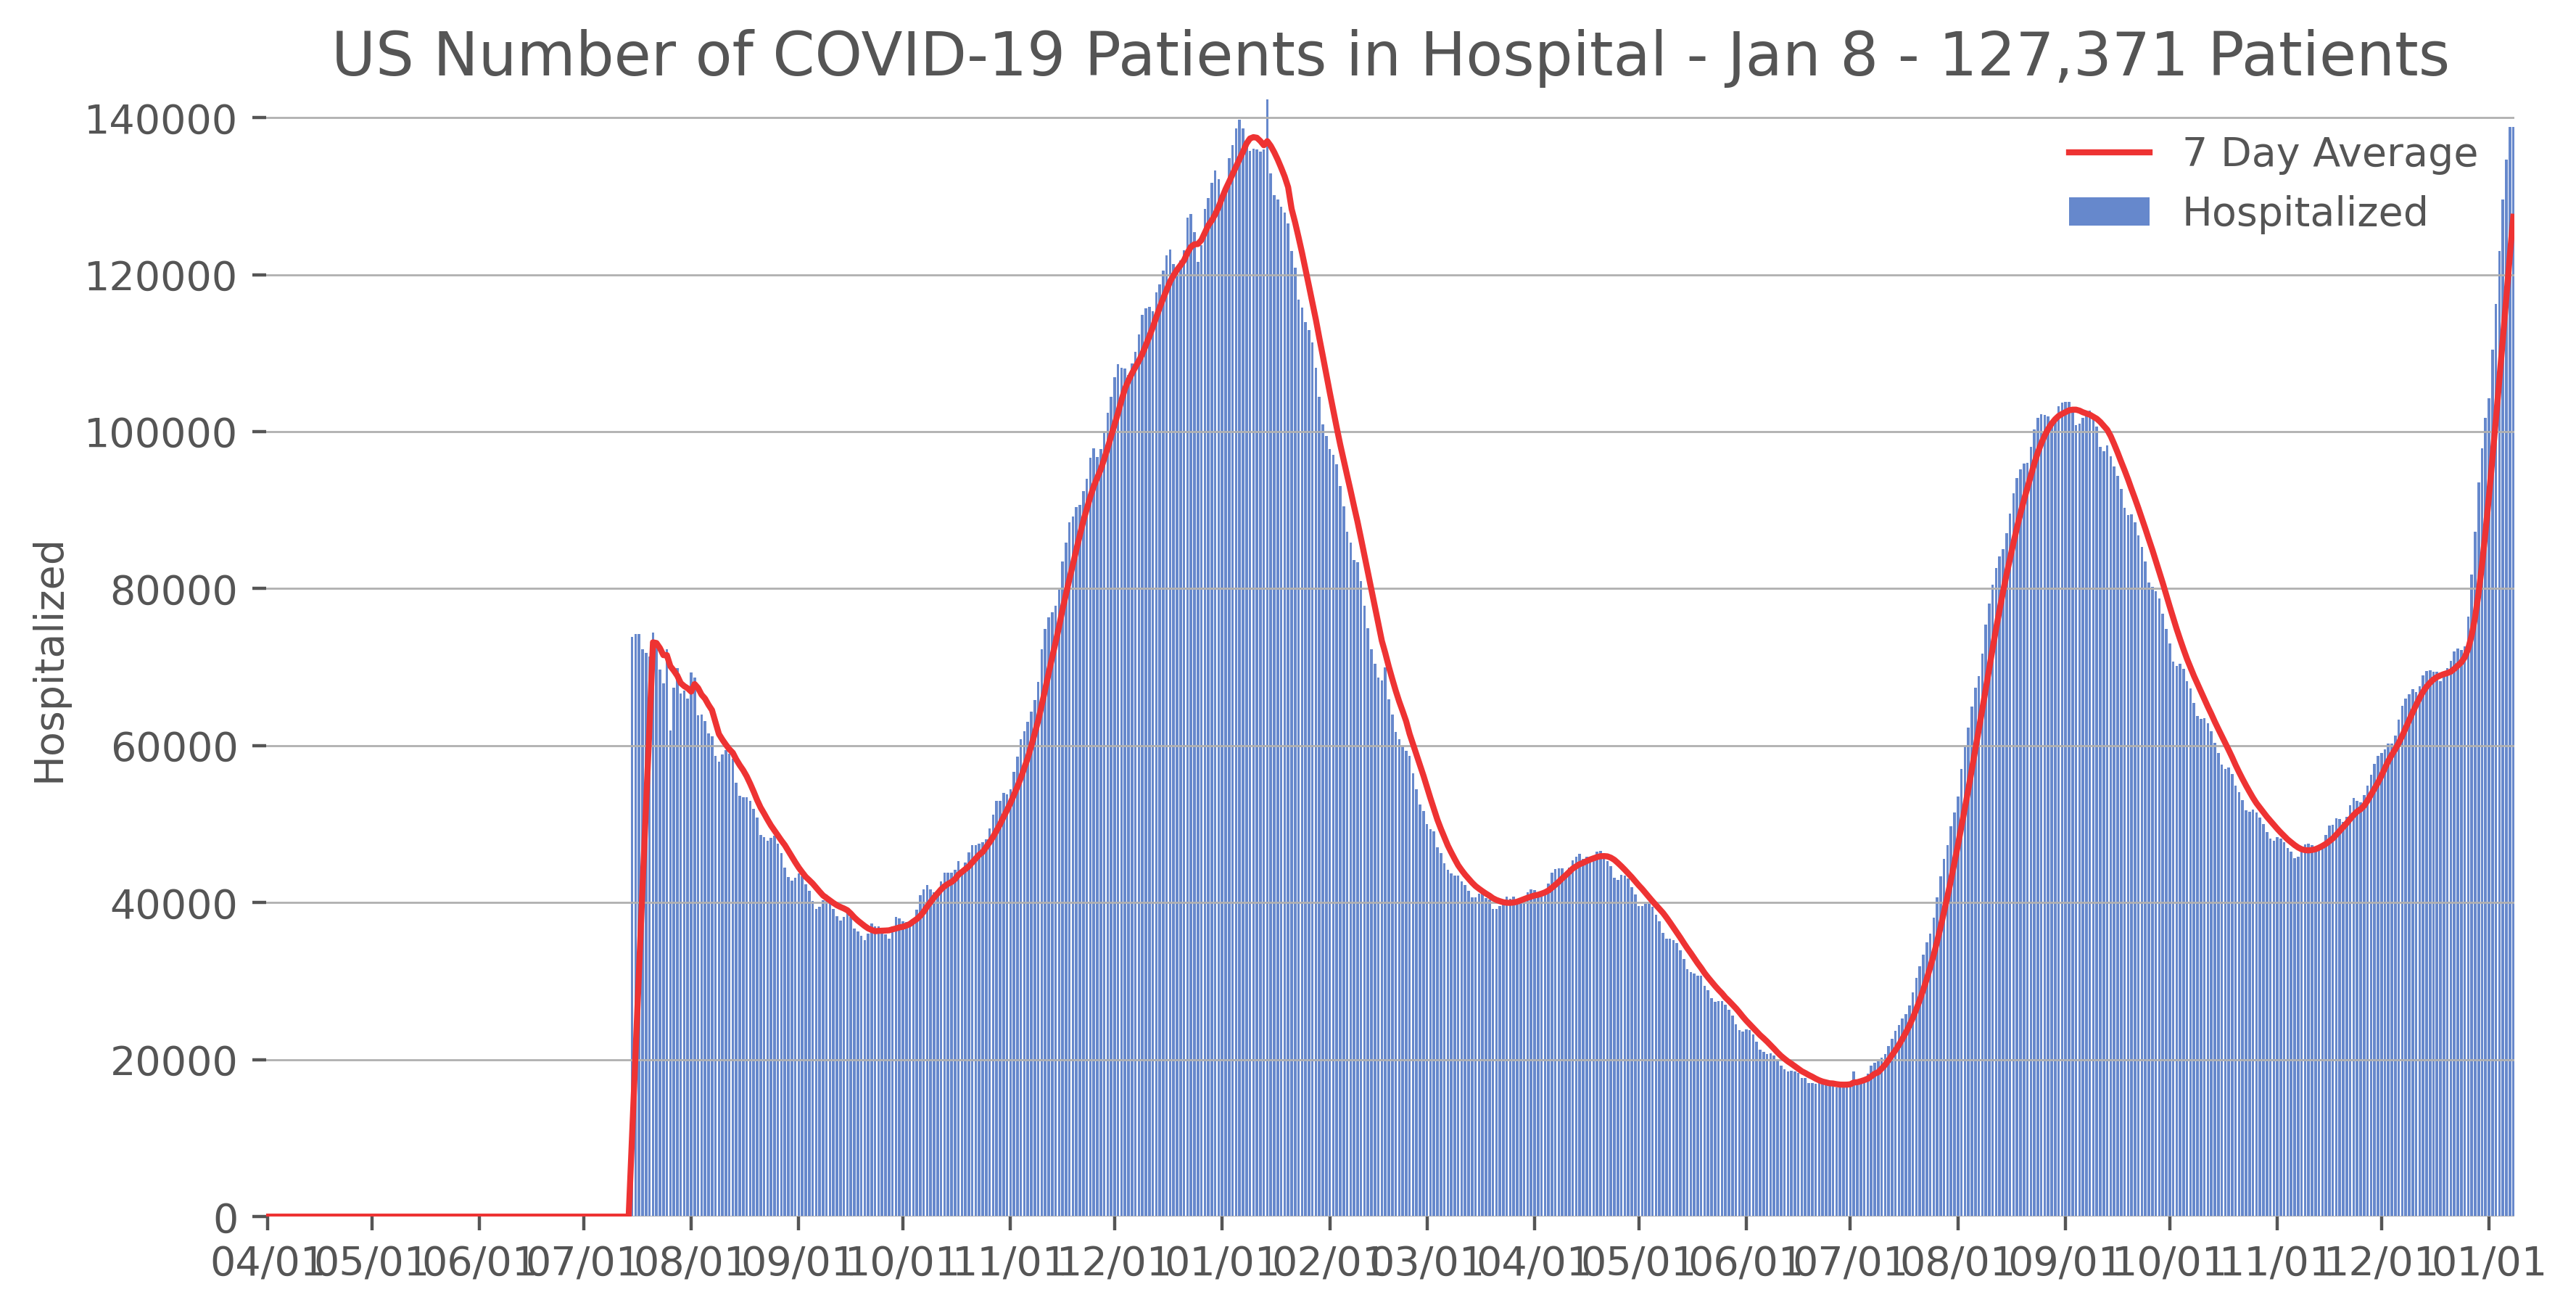 US Number of COVID-19 Patients in Hospital - Jan 8 - 127,371 Patients
140000
120000
100000
80000
60000
40000
20000
0
Hospitalized
7 Day Average
Hospitalized
04/01 05/01 06/01 07/01 08/01 09/01 10/01 11/01 12/01 01/01 02/01 03/01 04/01 05/01 06/01 07/01 08/01 09/01 10/01 11/01 12/01 01/01